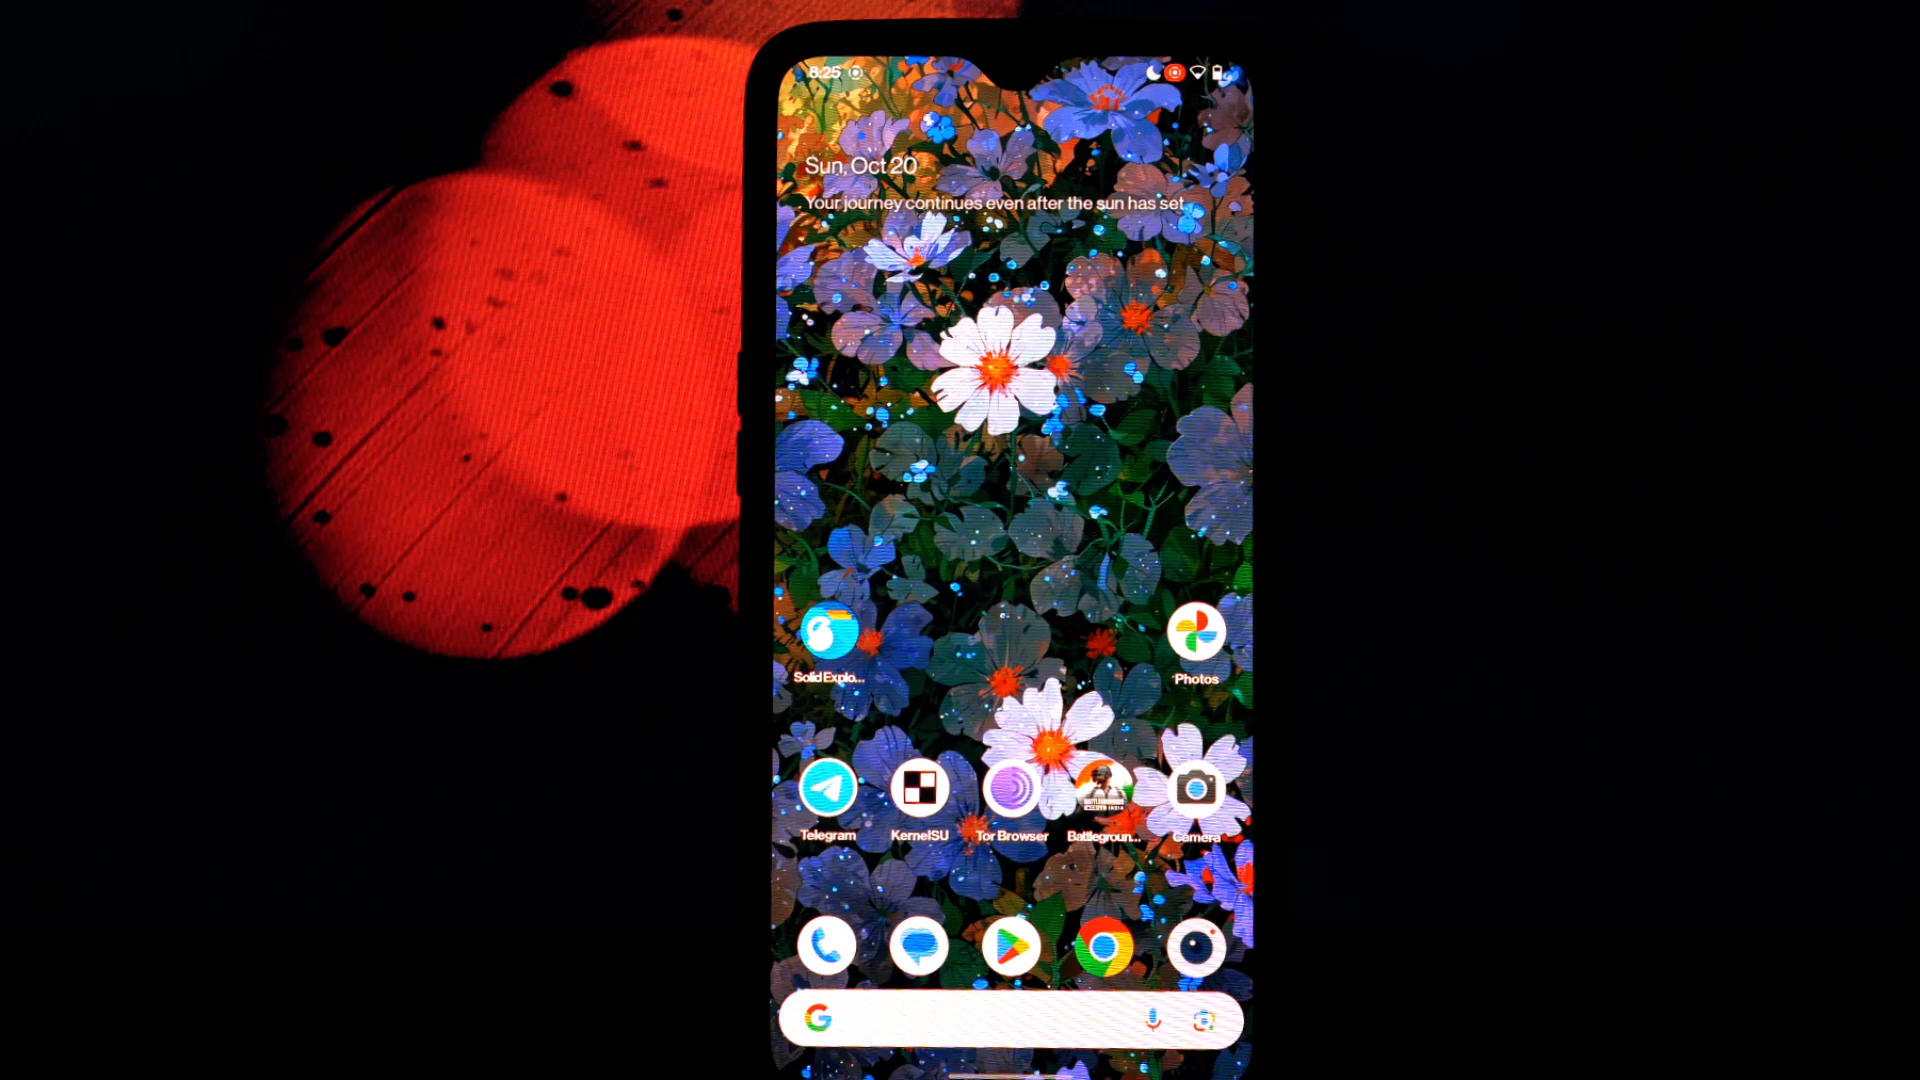 8:25
Sun, Oct 20
Your journey continues even after the sun has set.
Solid Explo...
Photos
Telegram
KernelSU
Tor Browser
Battlegroun...
Camera
G